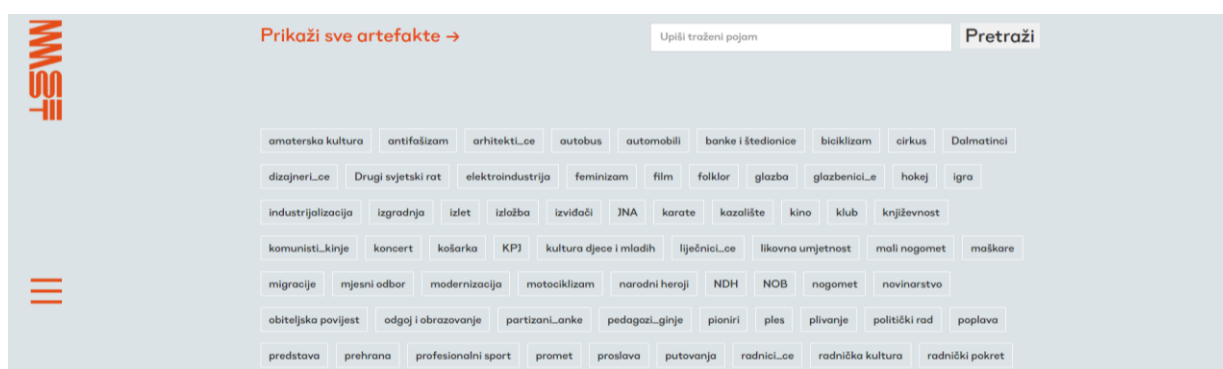 MMSU
Prikaži sve artefakte →
Upiši traženi pojam
Pretraži
amaterska kultura antifašizam arhitekti_ce autobus automobili banke i štedionice biciklizam cirkus Dalmatinci
dizajneri_ce Drugi svjetski rat elektroindustrija feminizam film folklor glazba glazbenici_e hokej igra
industrijalizacija izgradnja izlet izložba izviđači JNA karate kazalište kino klub književnost
komunisti_kinje koncert košarka KPJ kultura djece i mladih liječnici_ce likovna umjetnost mali nogomet maškare
migracije mjesni odbor modernizacija motociklizam narodni heroji NDH NOB nogomet novinarstvo
obiteljska povijest odgoj i obrazovanje partizani_anke pedagozi_ginje pioniri ples plivanje politički rad poplava
predstava prehrana profesionalni sport promet proslava putovanja radnici_ce radnička kultura radnički pokret